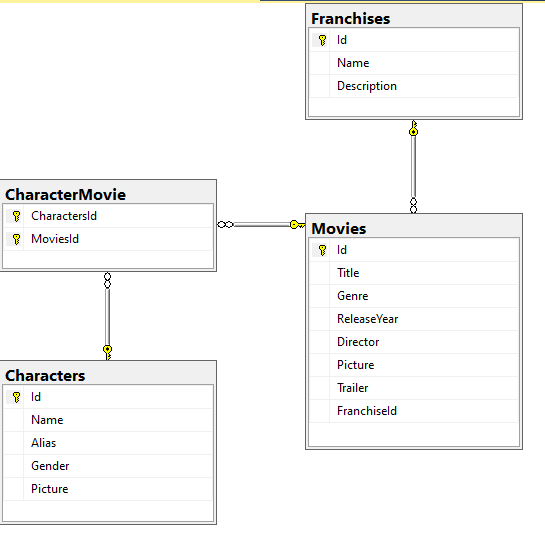 Franchises
Id
Name
Description
CharacterMovie
CharactersId
MoviesId
Movies
Id
Title
Genre
ReleaseYear
Director
Picture
Trailer
FranchiseId
Characters
Id
Name
Alias
Gender
Picture